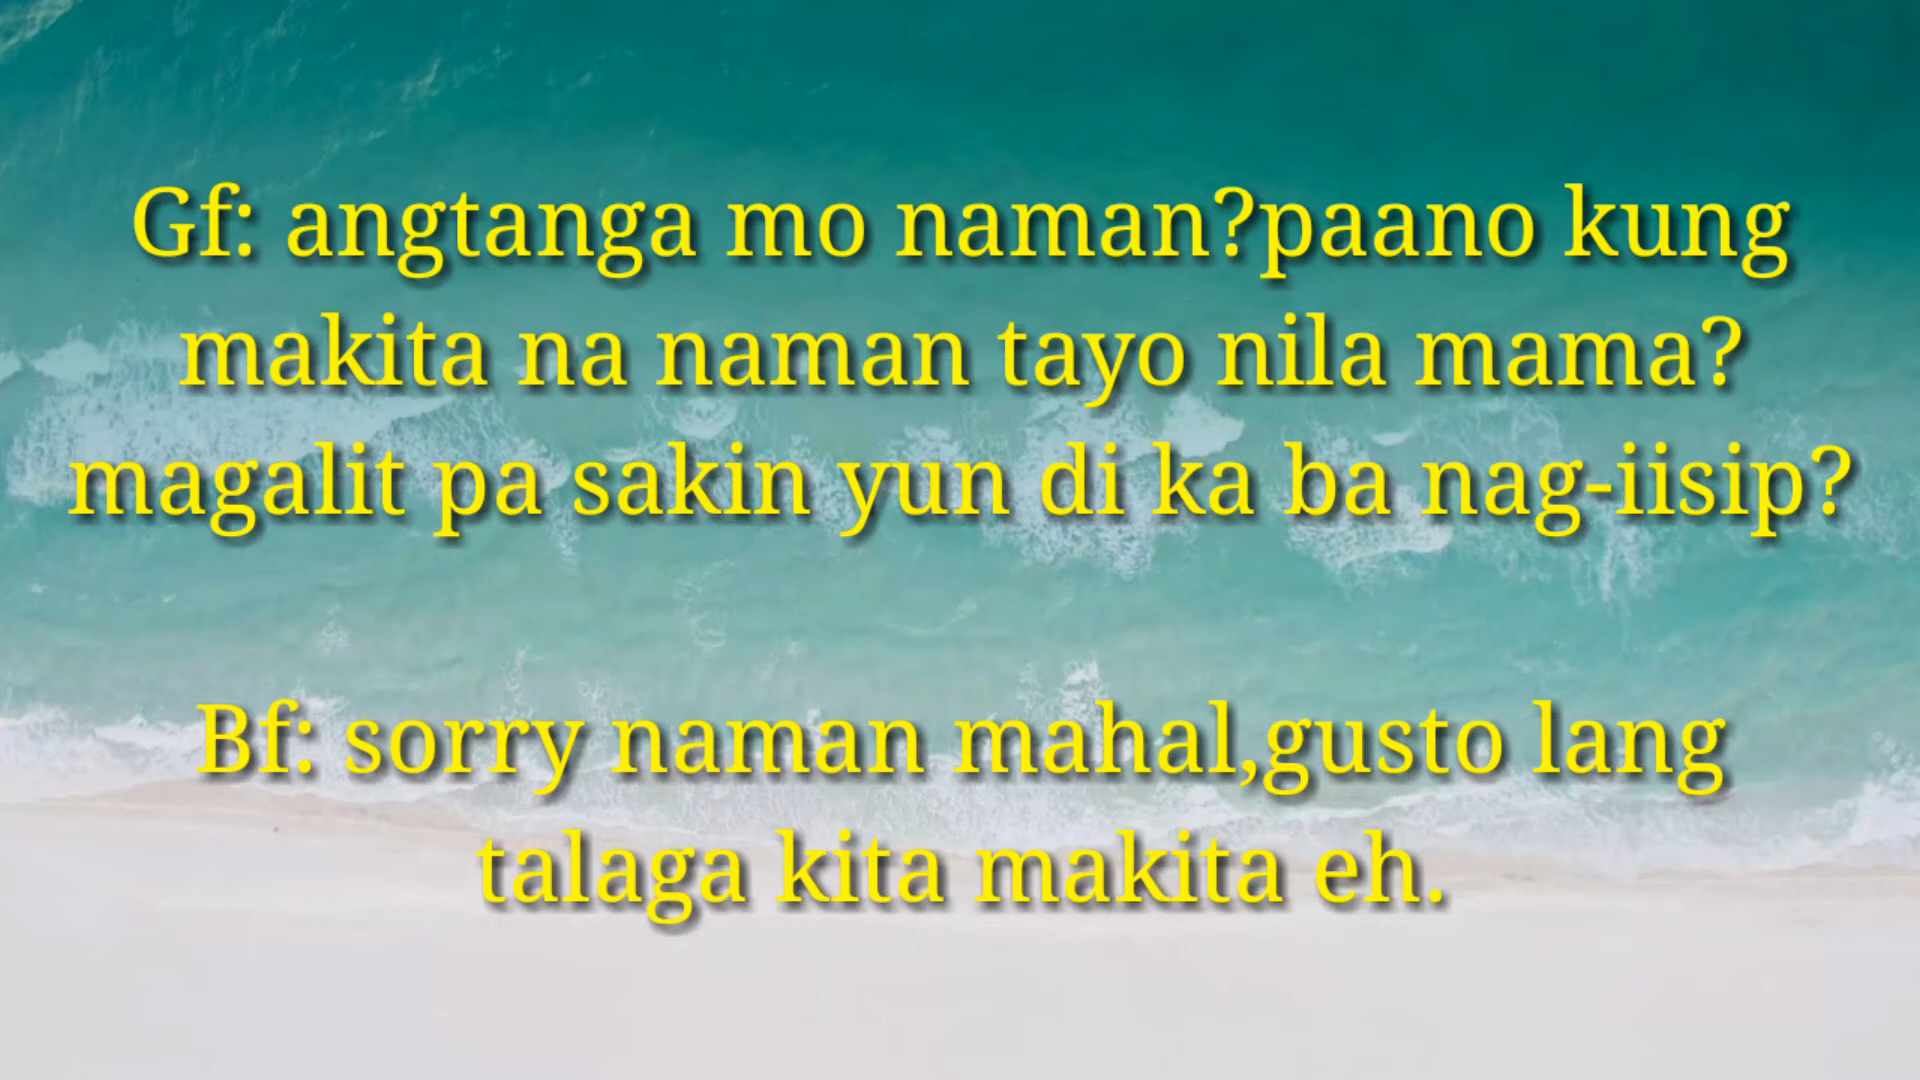 Gf: angtanga mo naman?paano kung
makita na naman tayo nila mama?
magalit pa sakin yun di ka ba nag-iisip?
Bf: sorry naman mahal,gusto lang
talaga kita makita eh.